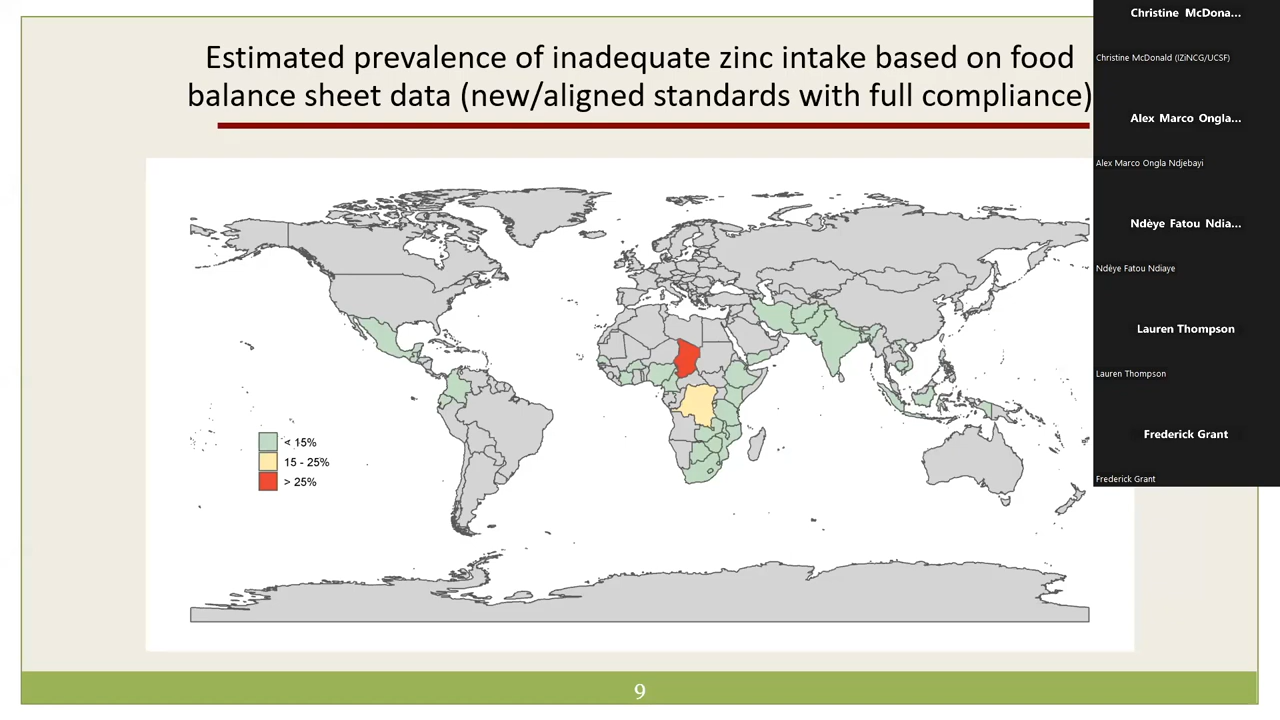 Estimated prevalence of inadequate zinc intake based on food
balance sheet data (new/aligned standards with full compliance)
< 15%
15 - 25%
> 25%
9
Christine McDona...
Christine McDonald (IZiNCG/UCSF)
Alex Marco Ongla...
Alex Marco Ongla Ndjebayi
Ndèye Fatou Ndia...
Ndèye Fatou Ndiaye
Lauren Thompson
Lauren Thompson
Frederick Grant
Frederick Grant